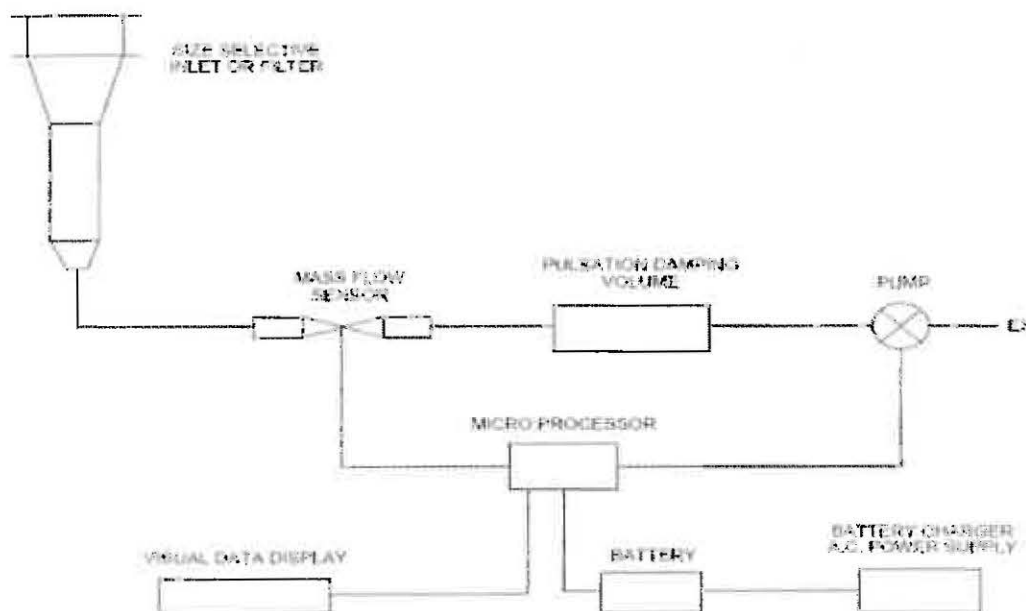 SIZE SELECTIVE
INLET OR FILTER
MASS FLOW
SENSOR
PULSATION DAMPING
VOLUME
PUMP
EX
MICRO PROCESSOR
VISUAL DATA DISPLAY
BATTERY
BATTERY CHARGER
A.C. POWER SUPPLY